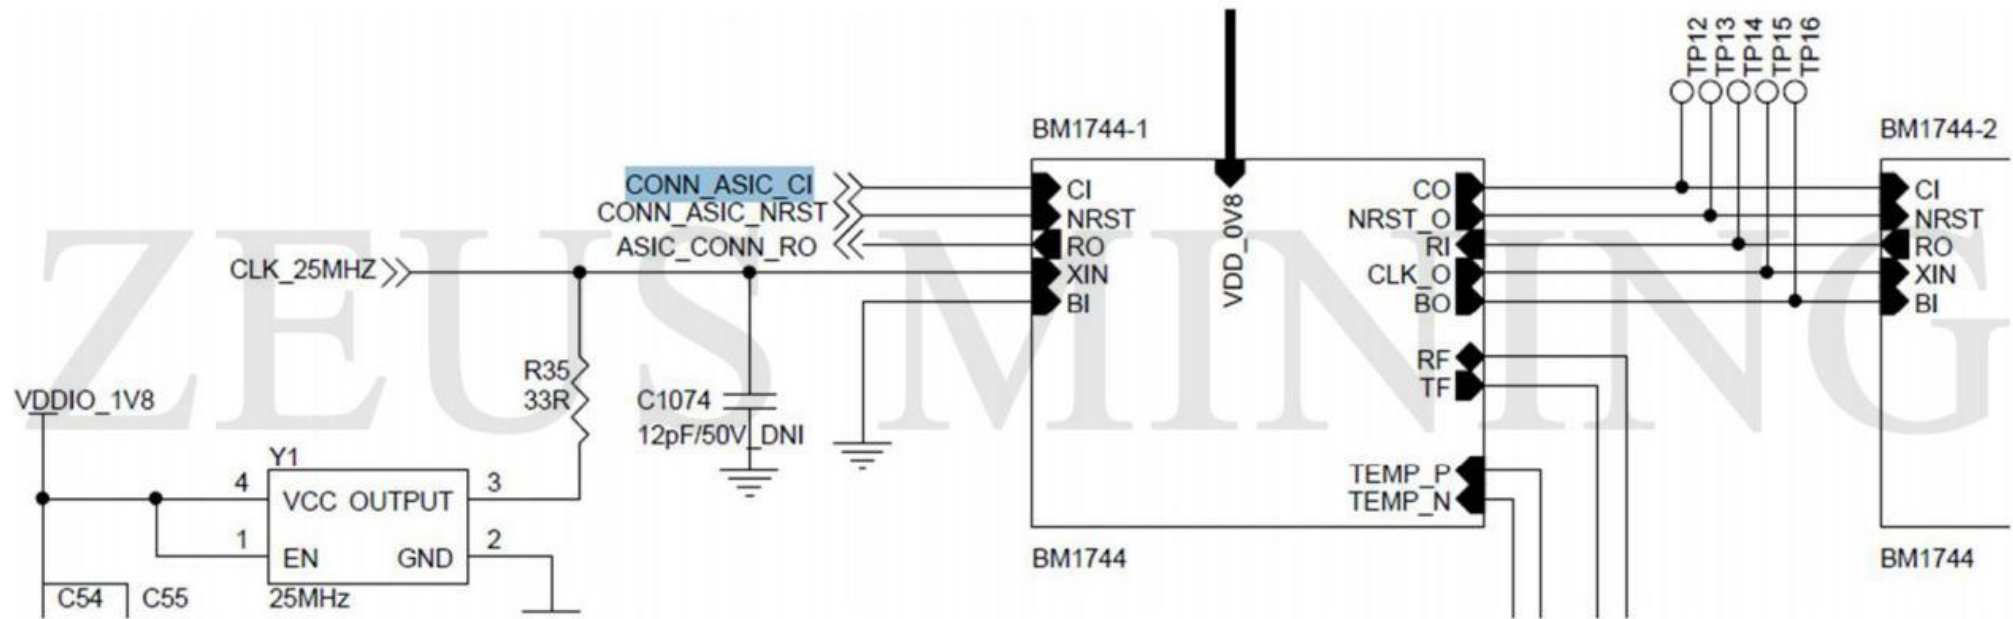 TP12
TP13
TP14
TP15
TP16
BM1744-1
BM1744-2
CONN_ASIC_CI
CONN_ASIC_NRST
ASIC_CONN_RO
CLK_25MHZ
CI
NRST
RO
XIN
BI
VDD_0V8
CO
NRST_O
RI
CLK_O
BO
RF
TF
TEMP_P
TEMP_N
CI
NRST
RO
XIN
BI
ZEUS MINING
R35
33R
C1074
12pF/50V_DNI
VDDIO_1V8
Y1
4
VCC OUTPUT
3
1
EN
GND
2
25MHz
C54
C55
BM1744
BM1744